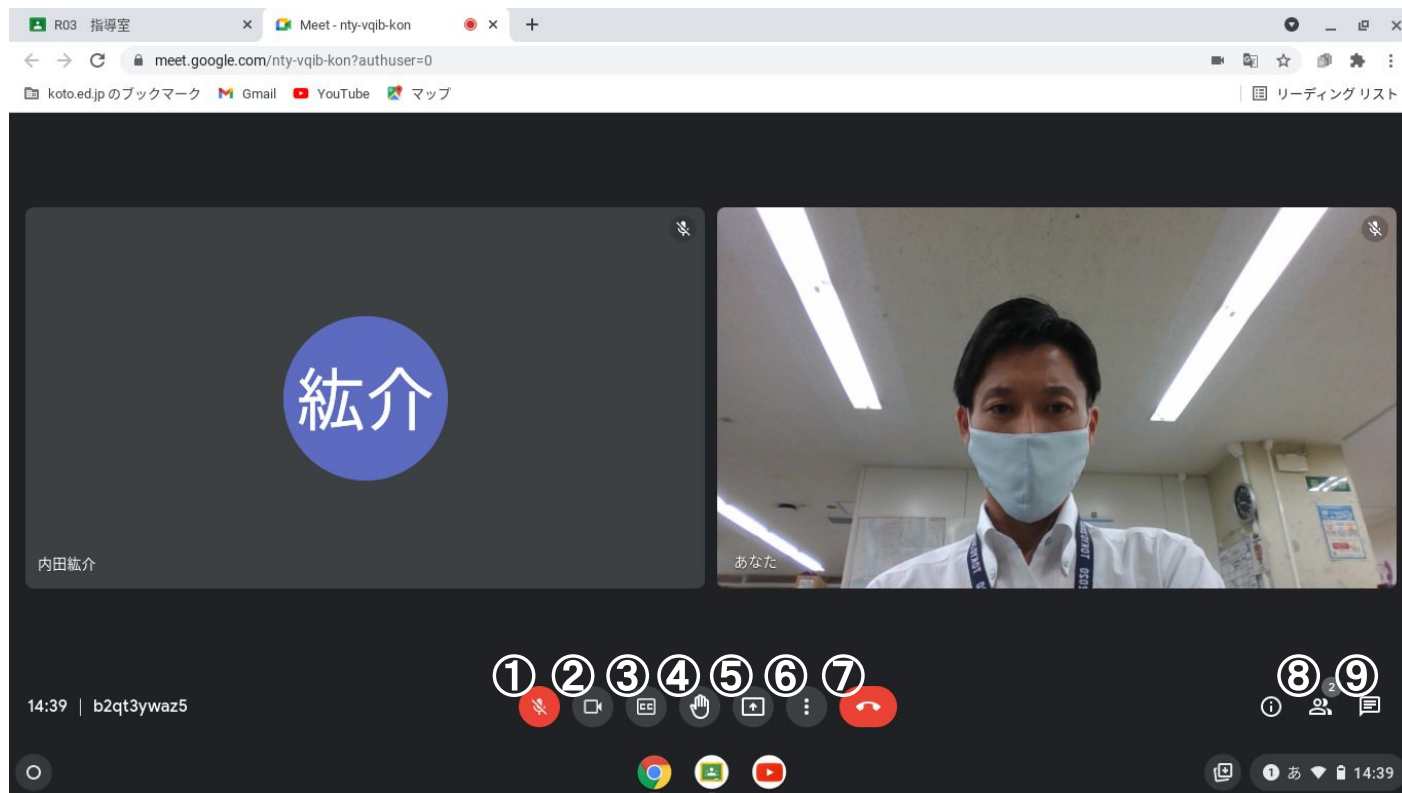 R03 指導室
Meet - nty-vqib-kon
meet.google.com/nty-vqib-kon?authuser=0
koto.ed.jp のブックマーク
Gmail
YouTube
マップ
リーディング リスト
紘介
内田紘介
あなた
① ② ③ ④ ⑤ ⑥ ⑦ ⑧ ⑨
2
14:39 | b2qt3ywaz5
CC
1 あ 14:39